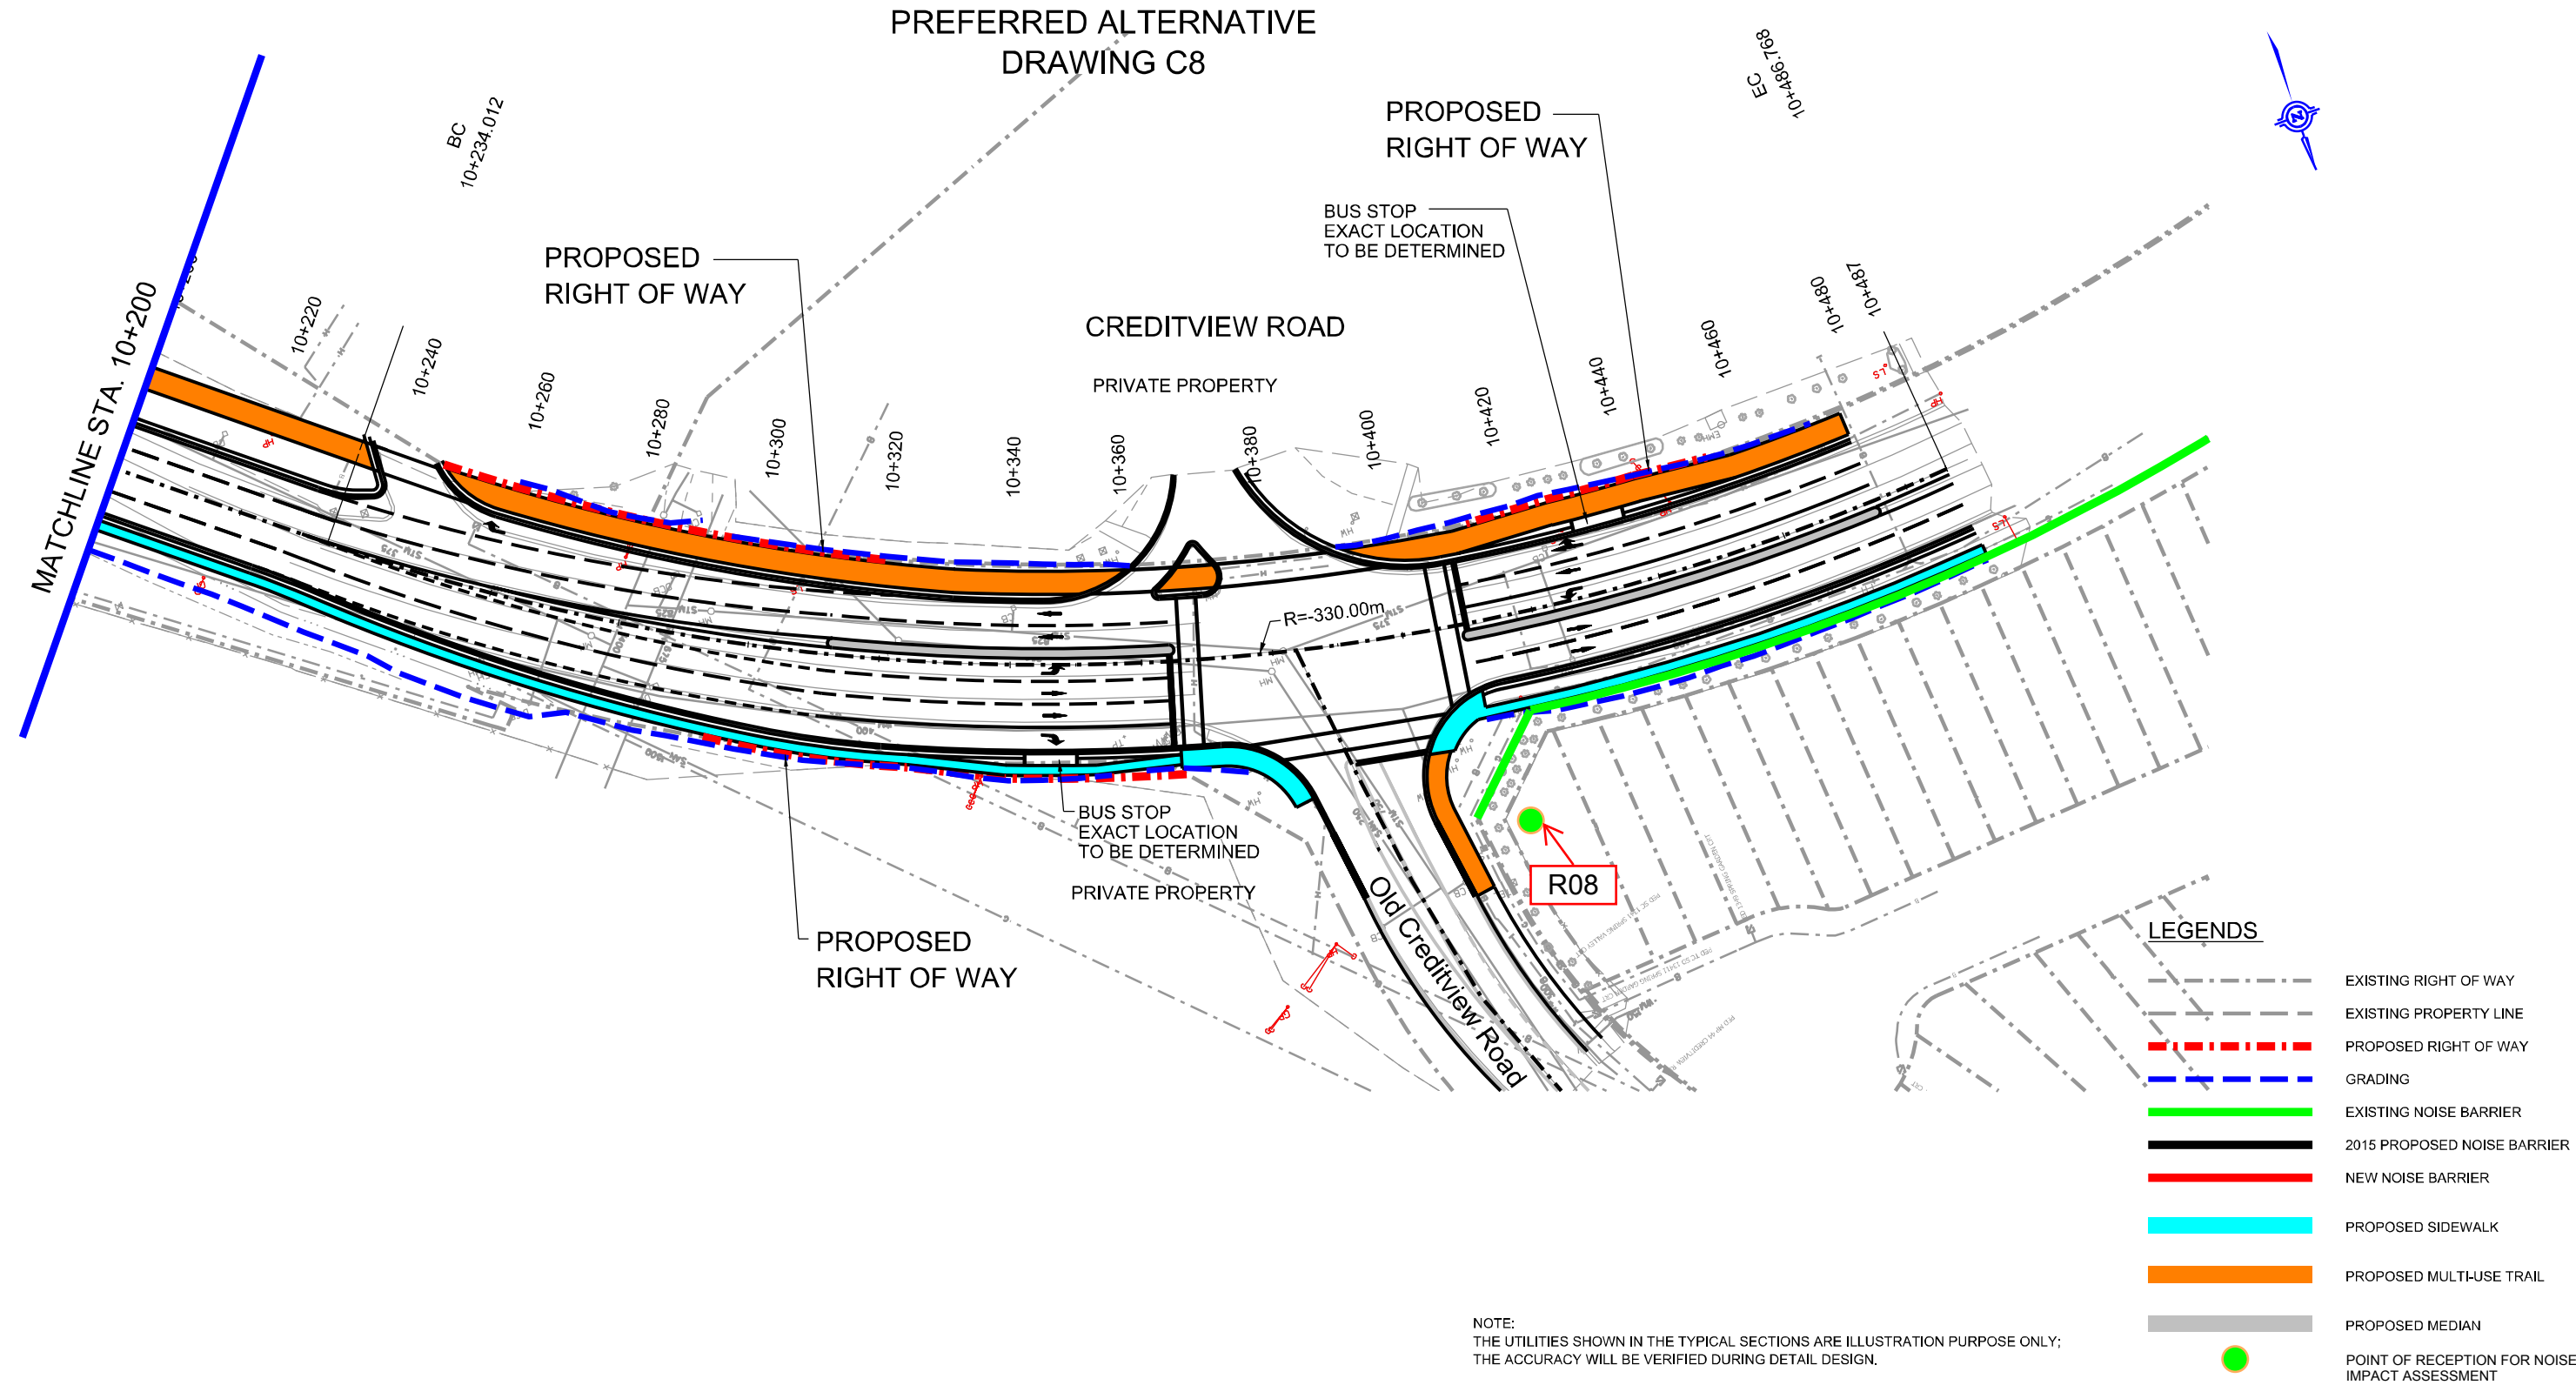 PREFERRED ALTERNATIVE
DRAWING C8
MATCHLINE STA. 10+200
BC
10+234.012
EC
10+486.768
PROPOSED
RIGHT OF WAY
PROPOSED
RIGHT OF WAY
BUS STOP
EXACT LOCATION
TO BE DETERMINED
CREDITVIEW ROAD
PRIVATE PROPERTY
10+220
10+240
10+260
10+280
10+300
10+320
10+340
10+360
10+380
10+400
10+420
10+440
10+460
10+480
10+487
R=-330.00m
BUS STOP
EXACT LOCATION
TO BE DETERMINED
PRIVATE PROPERTY
PROPOSED
RIGHT OF WAY
Old Creditview Road
R08
LEGENDS
EXISTING RIGHT OF WAY
EXISTING PROPERTY LINE
PROPOSED RIGHT OF WAY
GRADING
EXISTING NOISE BARRIER
2015 PROPOSED NOISE BARRIER
NEW NOISE BARRIER
PROPOSED SIDEWALK
PROPOSED MULTI-USE TRAIL
PROPOSED MEDIAN
POINT OF RECEPTION FOR NOISE
IMPACT ASSESSMENT
NOTE:
THE UTILITIES SHOWN IN THE TYPICAL SECTIONS ARE ILLUSTRATION PURPOSE ONLY;
THE ACCURACY WILL BE VERIFIED DURING DETAIL DESIGN.